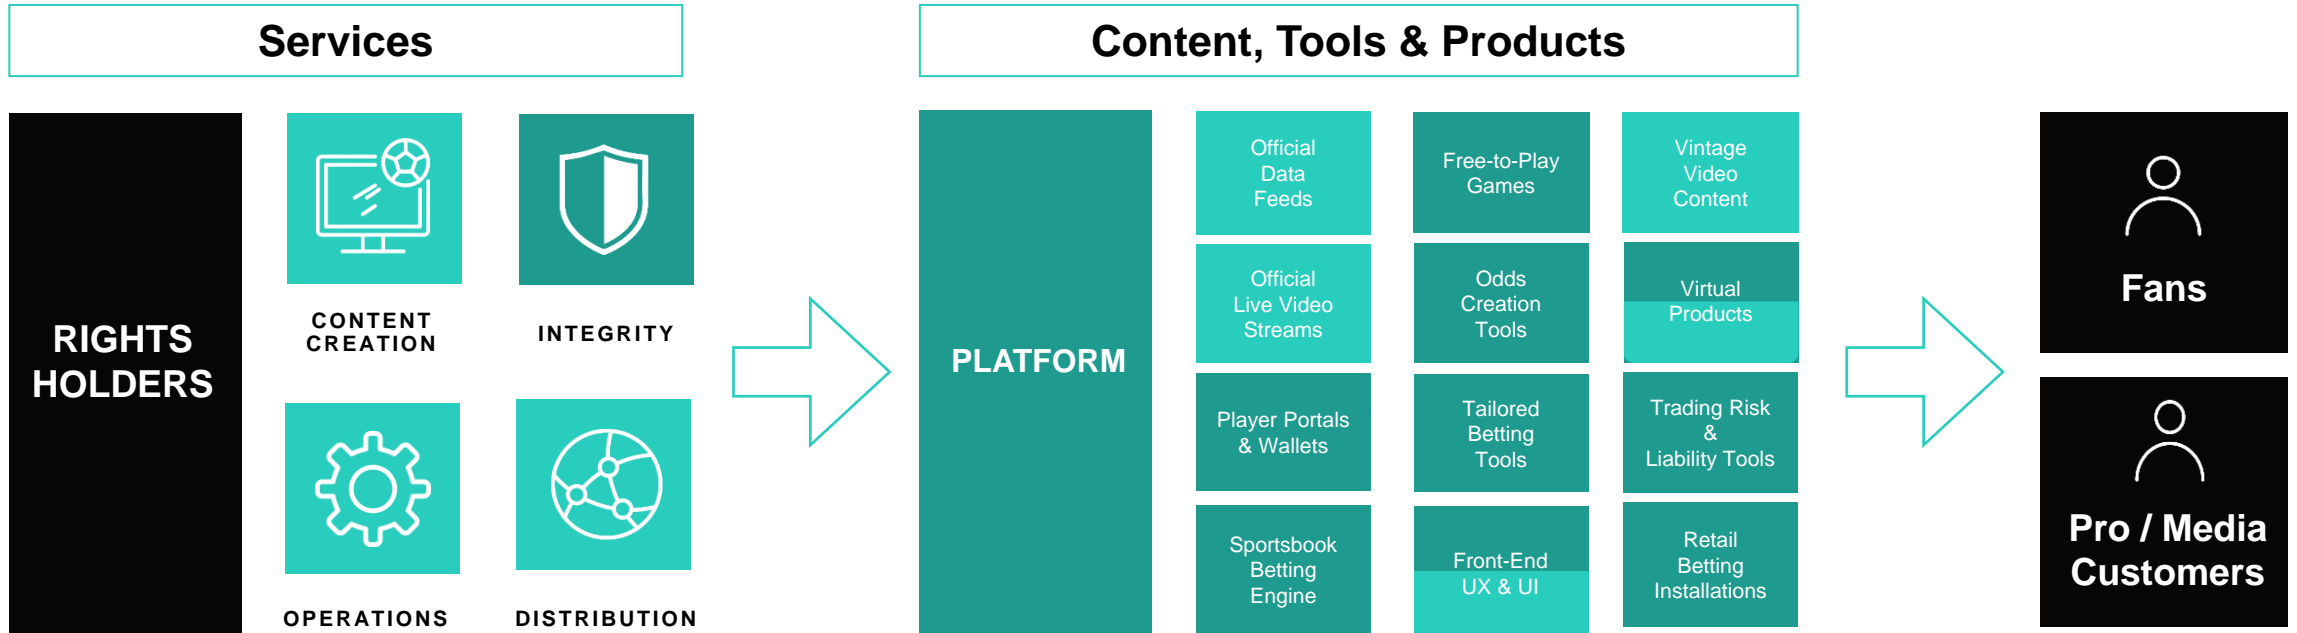 Services
Content, Tools & Products
RIGHTS
HOLDERS
CONTENT
CREATION
INTEGRITY
OPERATIONS
DISTRIBUTION
PLATFORM
Official
Data
Feeds
Free-to-Play
Games
Vintage
Video
Content
Official
Live Video
Streams
Odds
Creation
Tools
Virtual
Products
Player Portals
& Wallets
Tailored
Betting
Tools
Trading Risk
&
Liability Tools
Sportsbook
Betting
Engine
Front-End
UX & UI
Retail
Betting
Installations
Fans
Pro / Media
Customers